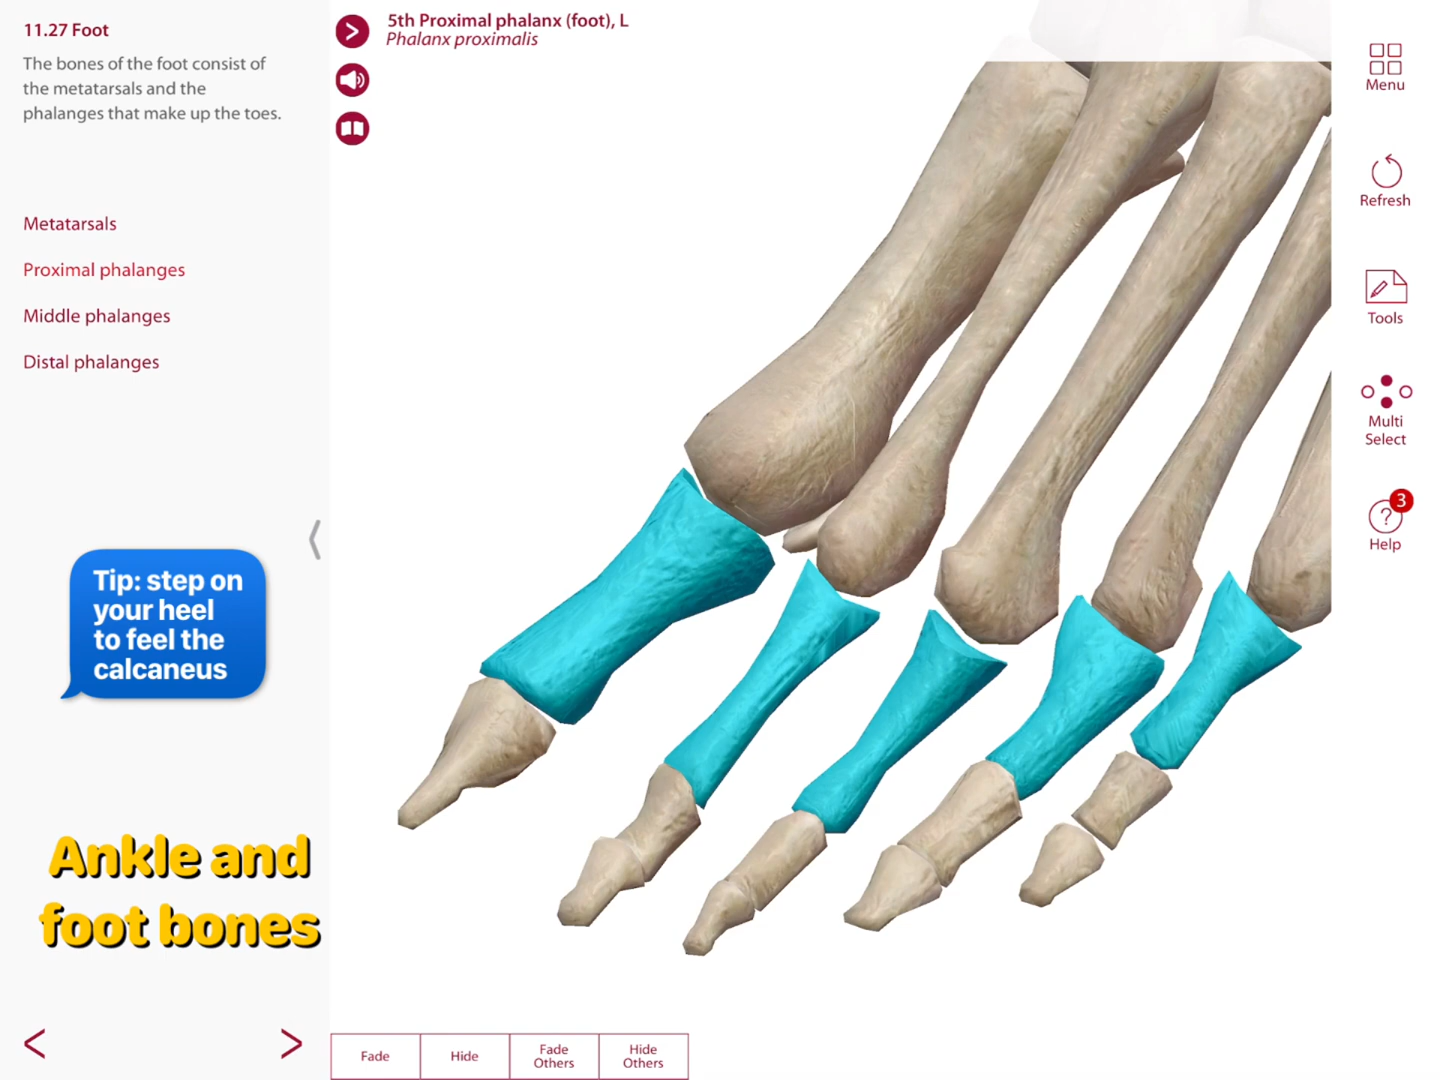 11.27 Foot
The bones of the foot consist of
the metatarsals and the
phalanges that make up the toes.
Metatarsals
Proximal phalanges
Middle phalanges
Distal phalanges
Tip: step on
your heel
to feel the
calcaneus
Ankle and
foot bones
5th Proximal phalanx (foot), L
Phalanx proximalis
Menu
Refresh
Tools
Multi
Select
3
Help
Fade
Hide
Fade
Others
Hide
Others